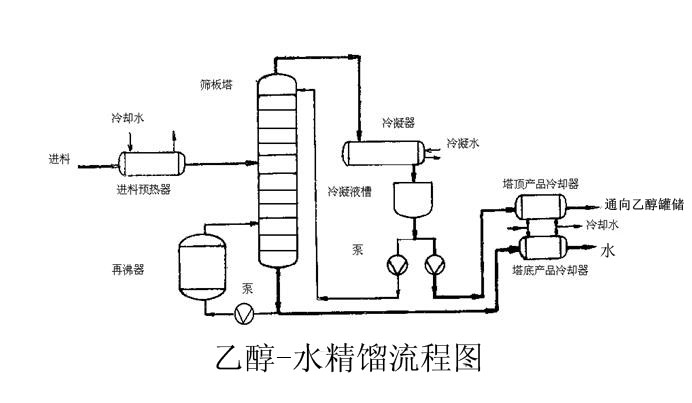 筛板塔
冷却水
冷凝器
冷凝水
进料
进料预热器
冷凝液槽
塔顶产品冷却器
通向乙醇罐储
冷却水
泵
水
再沸器
塔底产品冷却器
泵
乙醇-水精馏流程图